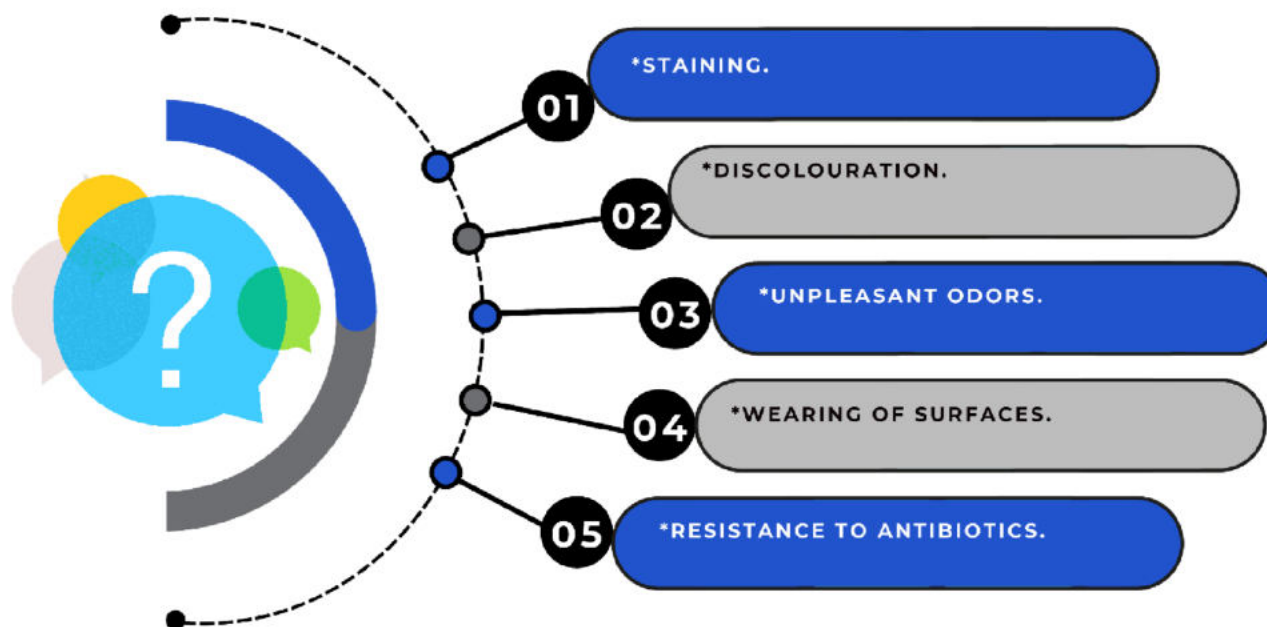 ?
01
*STAINING.
02
*DISCOLOURATION.
03
*UNPLEASANT ODORS.
04
*WEARING OF SURFACES.
05
*RESISTANCE TO ANTIBIOTICS.